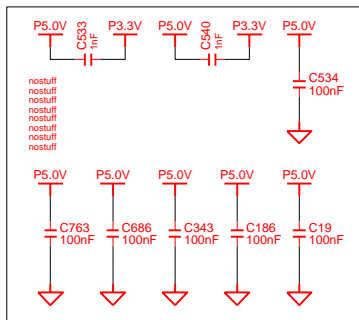 P5.0V C533 1nF P3.3V P5.0V C540 1nF P3.3V P5.0V
C534
100nF
nostuff
nostuff
nostuff
nostuff
nostuff
nostuff
nostuff
nostuff
P5.0V P5.0V P5.0V P5.0V P5.0V
C763 C686 C343 C186 C19
100nF 100nF 100nF 100nF 100nF